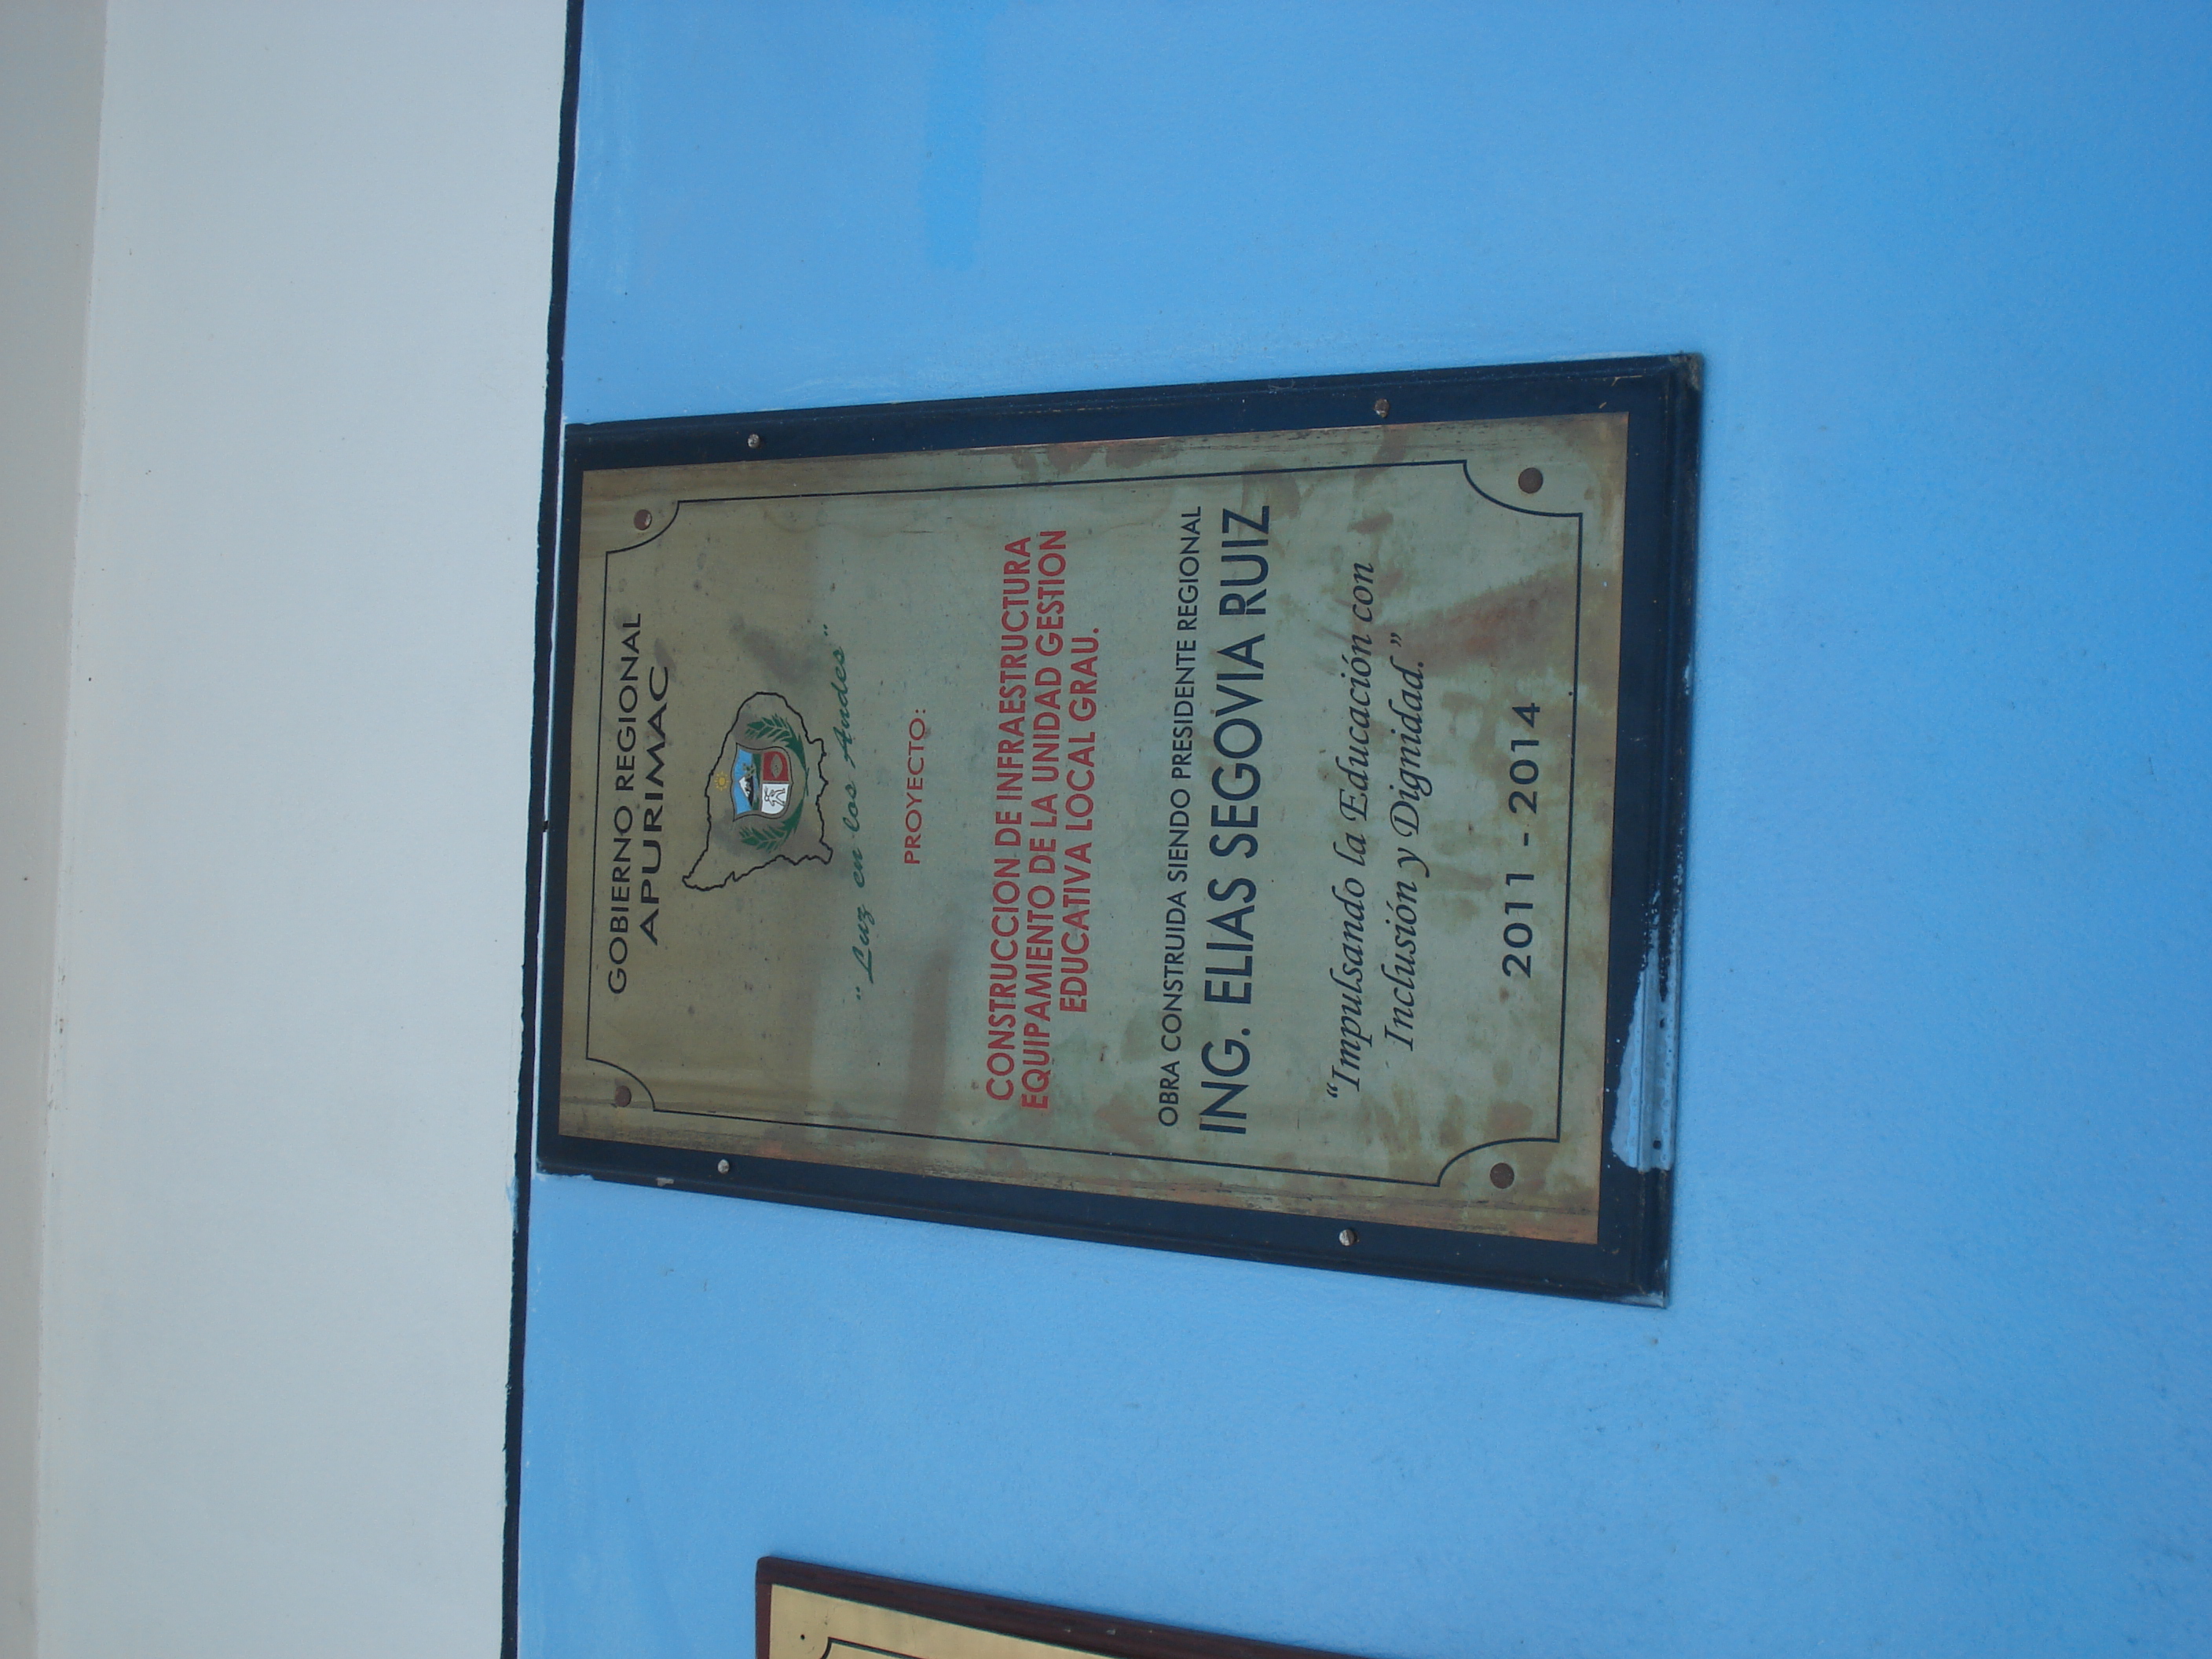 GOBIERNO REGIONAL
APURIMAC
"Luz en los Andes"
PROYECTO:
CONSTRUCCION DE INFRAESTRUCTURA
EQUIPAMIENTO DE LA UNIDAD GESTION
EDUCATIVA LOCAL GRAU.
OBRA CONSTRUIDA SIENDO PRESIDENTE REGIONAL
ING. ELIAS SEGOVIA RUIZ
“Impulsando la Educación con
Inclusión y Dignidad.”
2011 - 2014